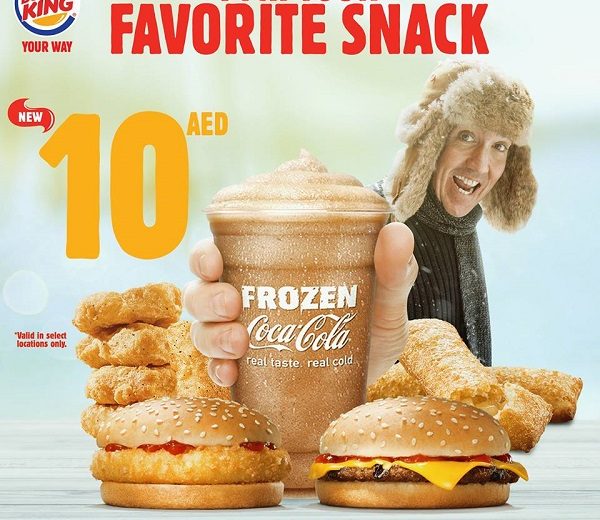 KING
YOUR WAY
FAVORITE SNACK
NEW
10 AED
FROZEN
Coca-Cola
real taste. real cold.
*Valid in select
locations only.